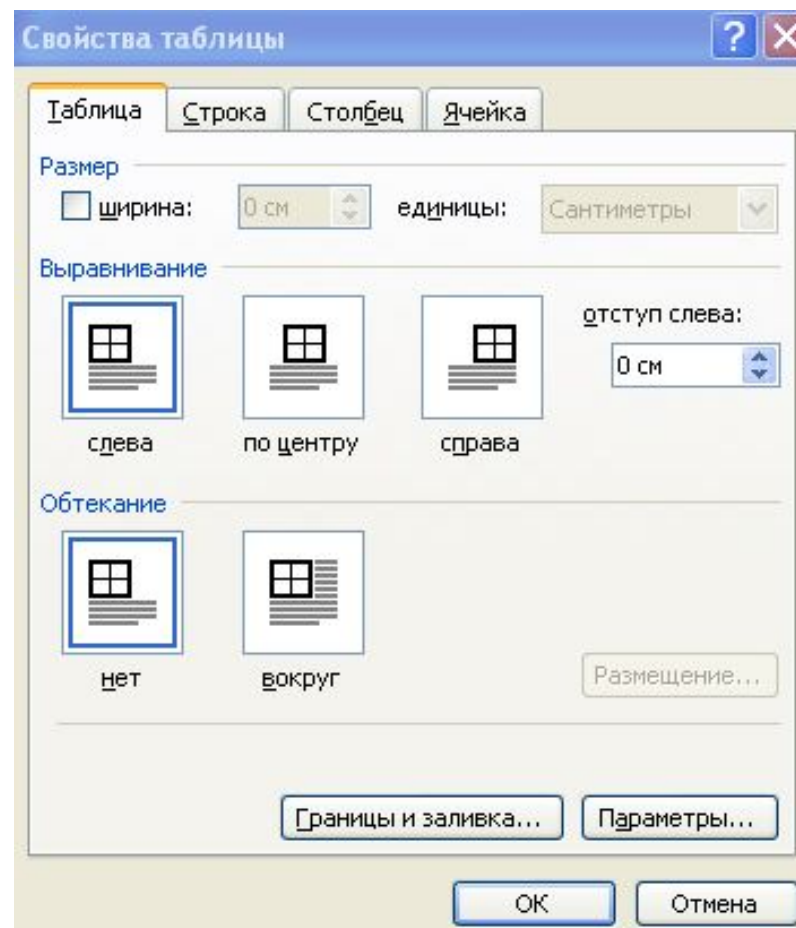 Свойства таблицы
Таблица Строка Столбец Ячейка
Размер
ширина: 0 см единицы: Сантиметры
Выравнивание
отступ слева:
0 см
слева по центру справа
Обтекание
нет вокруг Размещение...
Границы и заливка... Параметры...
ОК Отмена